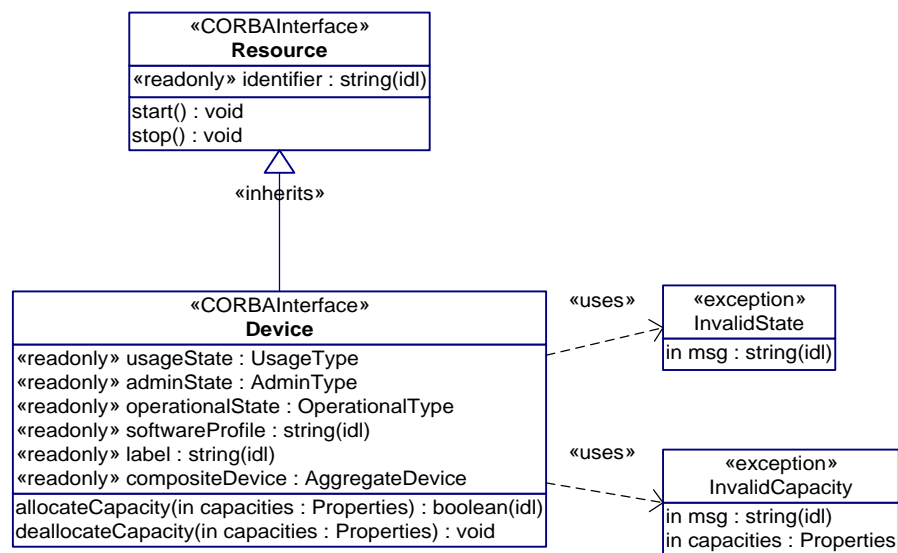 «CORBAInterface»
Resource
«readonly» identifier : string(idl)
start() : void
stop() : void
«inherits»
«CORBAInterface»
Device
«readonly» usageState : UsageType
«readonly» adminState : AdminType
«readonly» operationalState : OperationalType
«readonly» softwareProfile : string(idl)
«readonly» label : string(idl)
«readonly» compositeDevice : AggregateDevice
allocateCapacity(in capacities : Properties) : boolean(idl)
deallocateCapacity(in capacities : Properties) : void
«uses»
«exception»
InvalidState
in msg : string(idl)
«uses»
«exception»
InvalidCapacity
in msg : string(idl)
in capacities : Properties